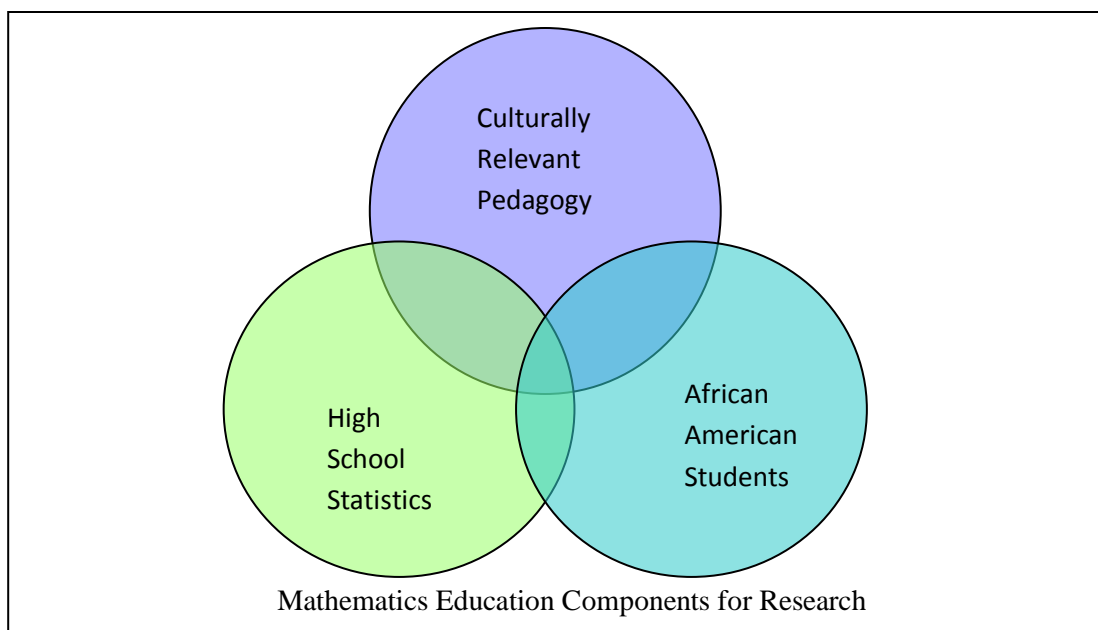 Culturally
Relevant
Pedagogy
High
School
Statistics
African
American
Students
Mathematics Education Components for Research